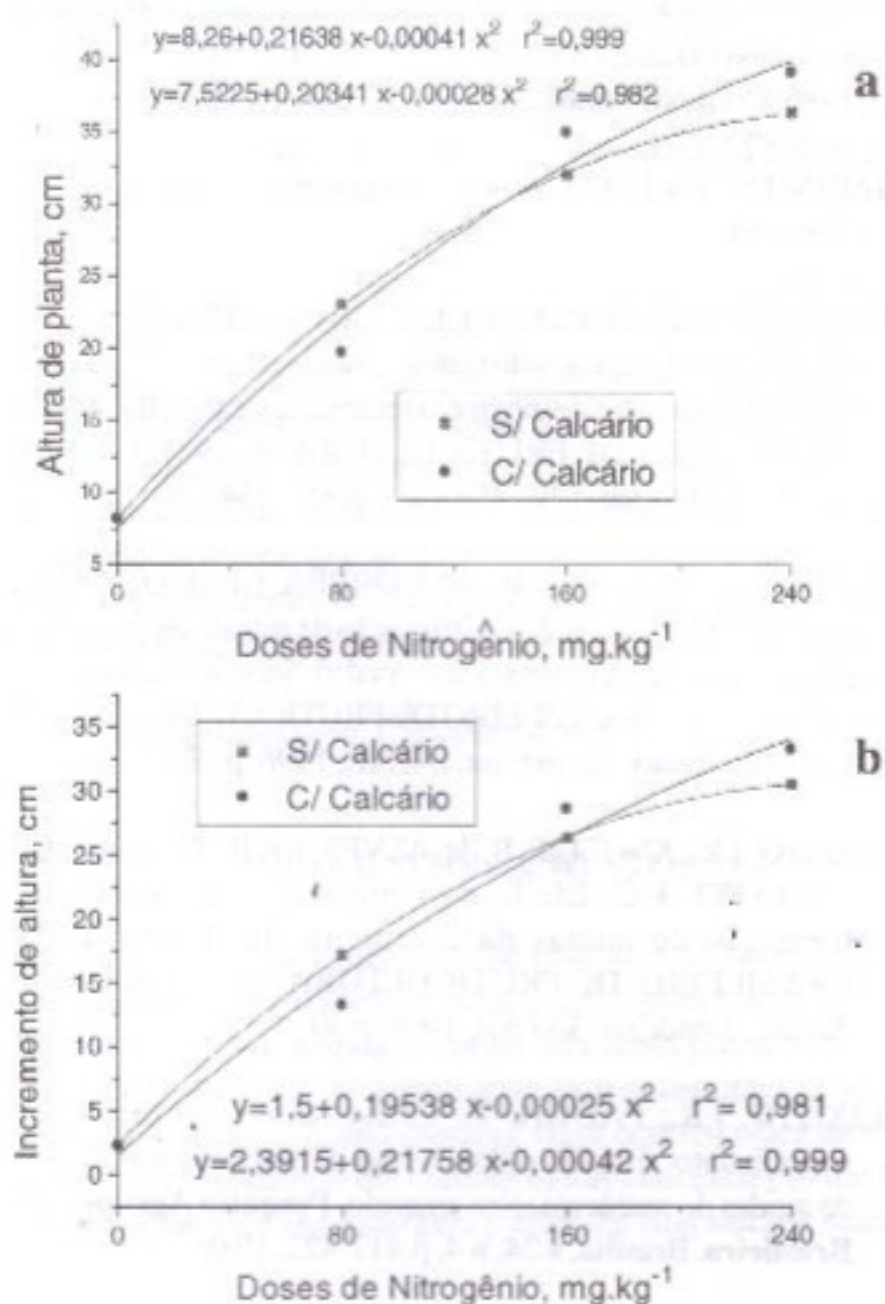 y=8,26+0,21638 x-0,00041 x² r²=0,999
y=7,5225+0,20341 x-0,00028 x² r²=0,982
a
Altura de planta, cm
40
35
30
25
20
15
10
5
S/ Calcário
C/ Calcário
0 80 160 240
Doses de Nitrogênio, mg.kg⁻¹
b
Incremento de altura, cm
35
30
25
20
15
10
5
0
S/ Calcário
C/ Calcário
y=1,5+0,19538 x-0,00025 x² r²= 0,981
y=2,3915+0,21758 x-0,00042 x² r²= 0,999
0 80 160 240
Doses de Nitrogênio, mg.kg⁻¹